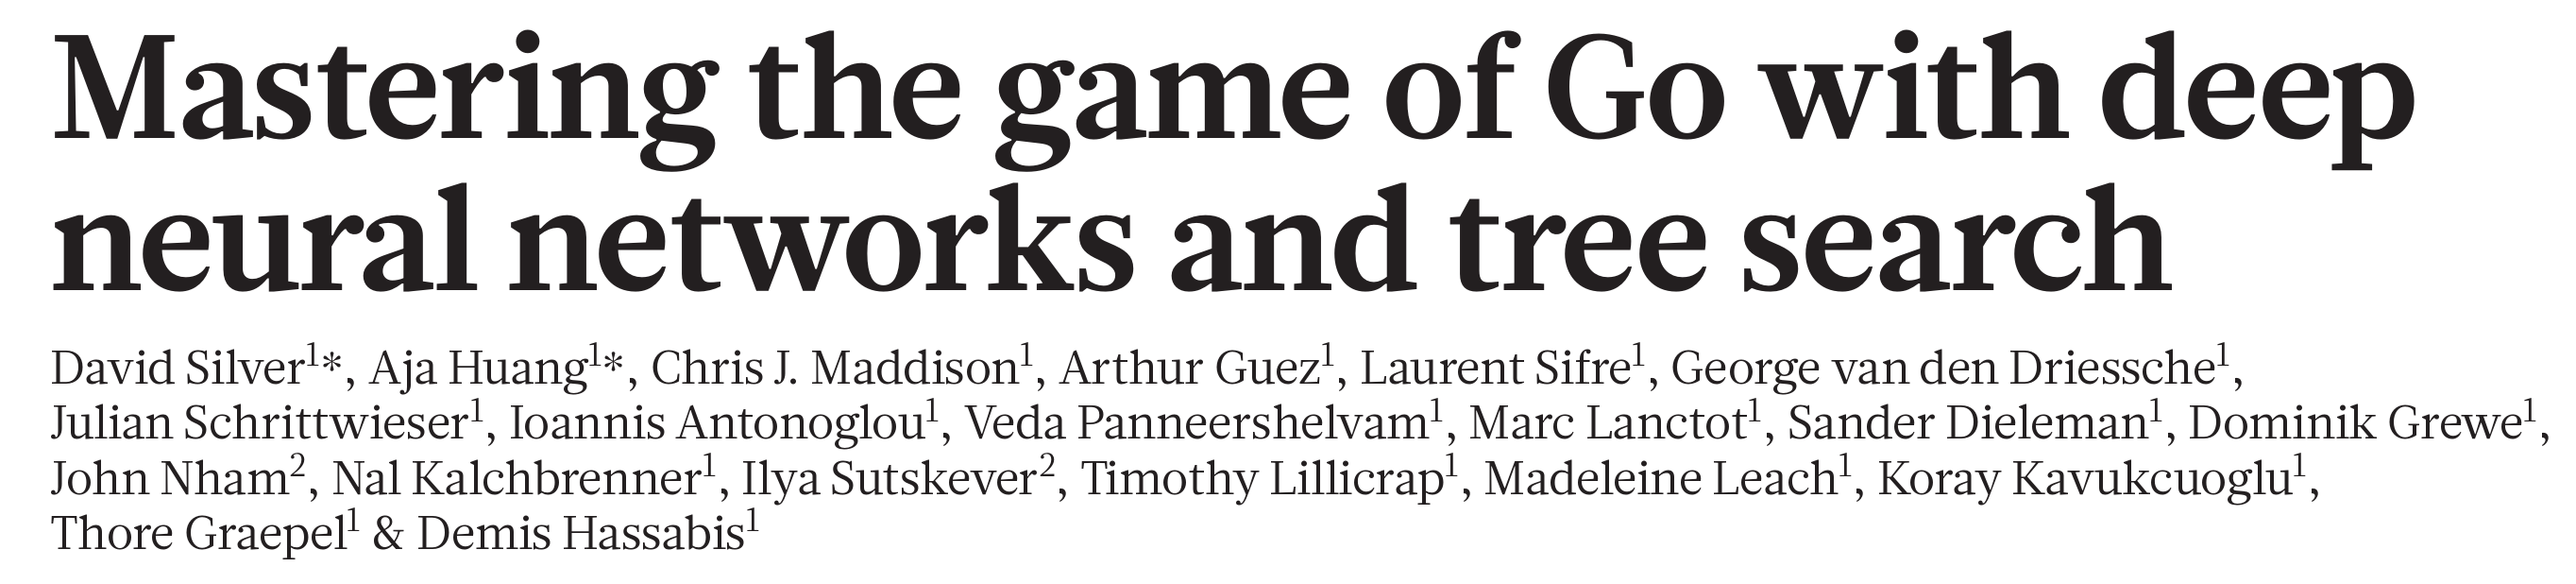 Mastering the game of Go with deep
neural networks and tree search
David Silver¹*, Aja Huang¹*, Chris J. Maddison¹, Arthur Guez¹, Laurent Sifre¹, George van den Driessche¹,
Julian Schrittwieser¹, Ioannis Antonoglou¹, Veda Panneershelvam¹, Marc Lanctot¹, Sander Dieleman¹, Dominik Grewe¹,
John Nham², Nal Kalchbrenner¹, Ilya Sutskever², Timothy Lillicrap¹, Madeleine Leach¹, Koray Kavukcuoglu¹,
Thore Graepel¹ & Demis Hassabis¹